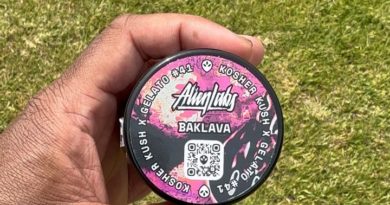 Alien Labs
BAKLAVA
KOSHER KUSH X GELATO #41
KOSHER KUSH X GELATO #41